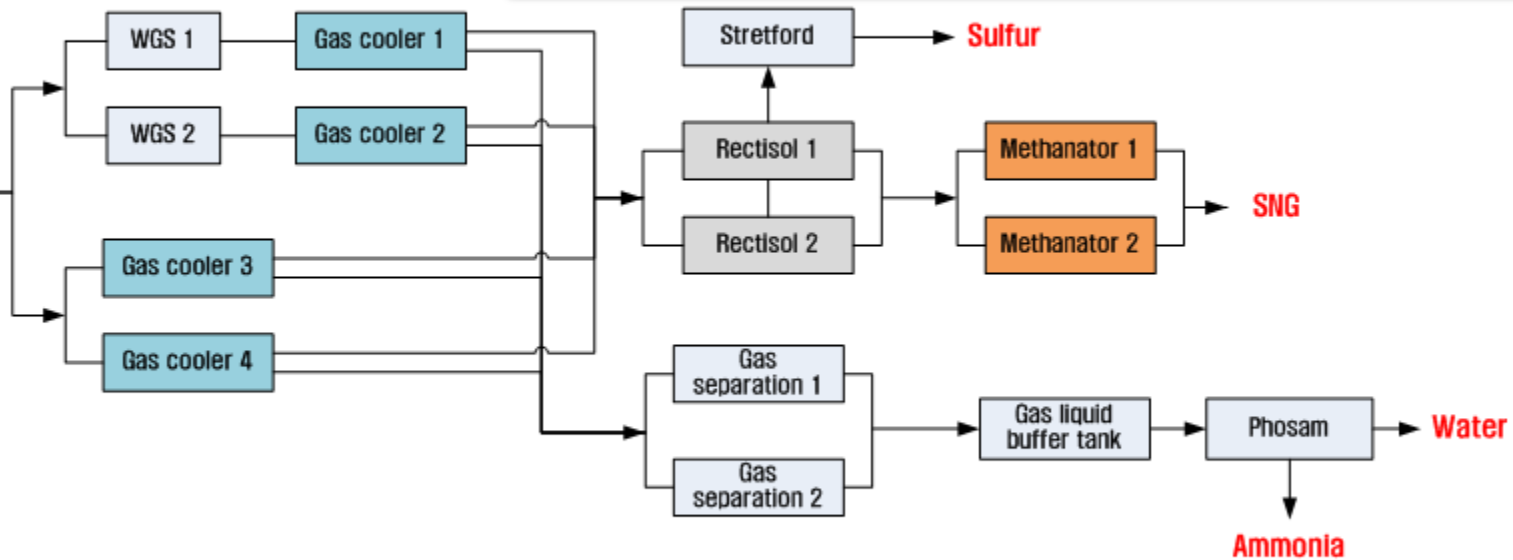 WGS 1
Gas cooler 1
WGS 2
Gas cooler 2
Gas cooler 3
Gas cooler 4
Stretford
Sulfur
Rectisol 1
Rectisol 2
Methanator 1
Methanator 2
SNG
Gas
separation 1
Gas
separation 2
Gas liquid
buffer tank
Phosam
Water
Ammonia